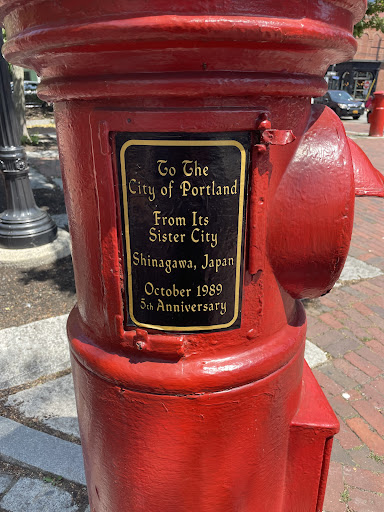 To The
City of Portland
From Its
Sister City
Shinagawa, Japan
October 1989
5th Anniversary